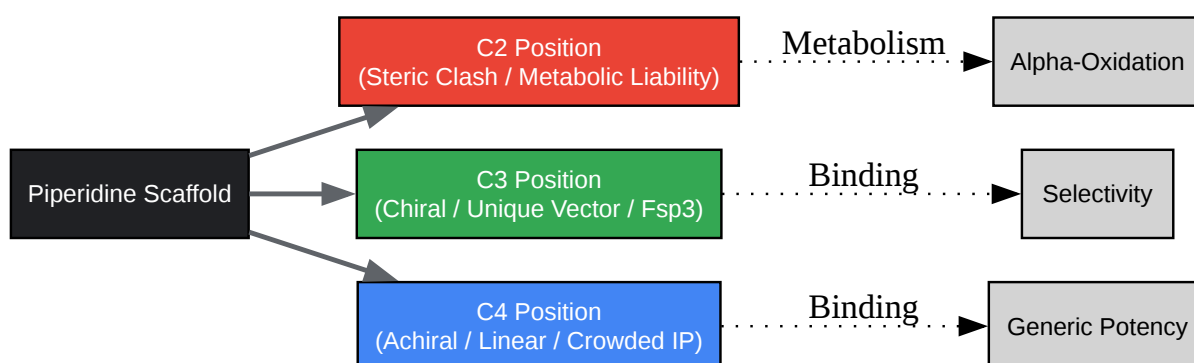 C2 Position
(Steric Clash / Metabolic Liability)
Metabolism
Alpha-Oxidation
Piperidine Scaffold
C3 Position
(Chiral / Unique Vector / Fsp3)
Binding
Selectivity
C4 Position
(Achiral / Linear / Crowded IP)
Binding
Generic Potency